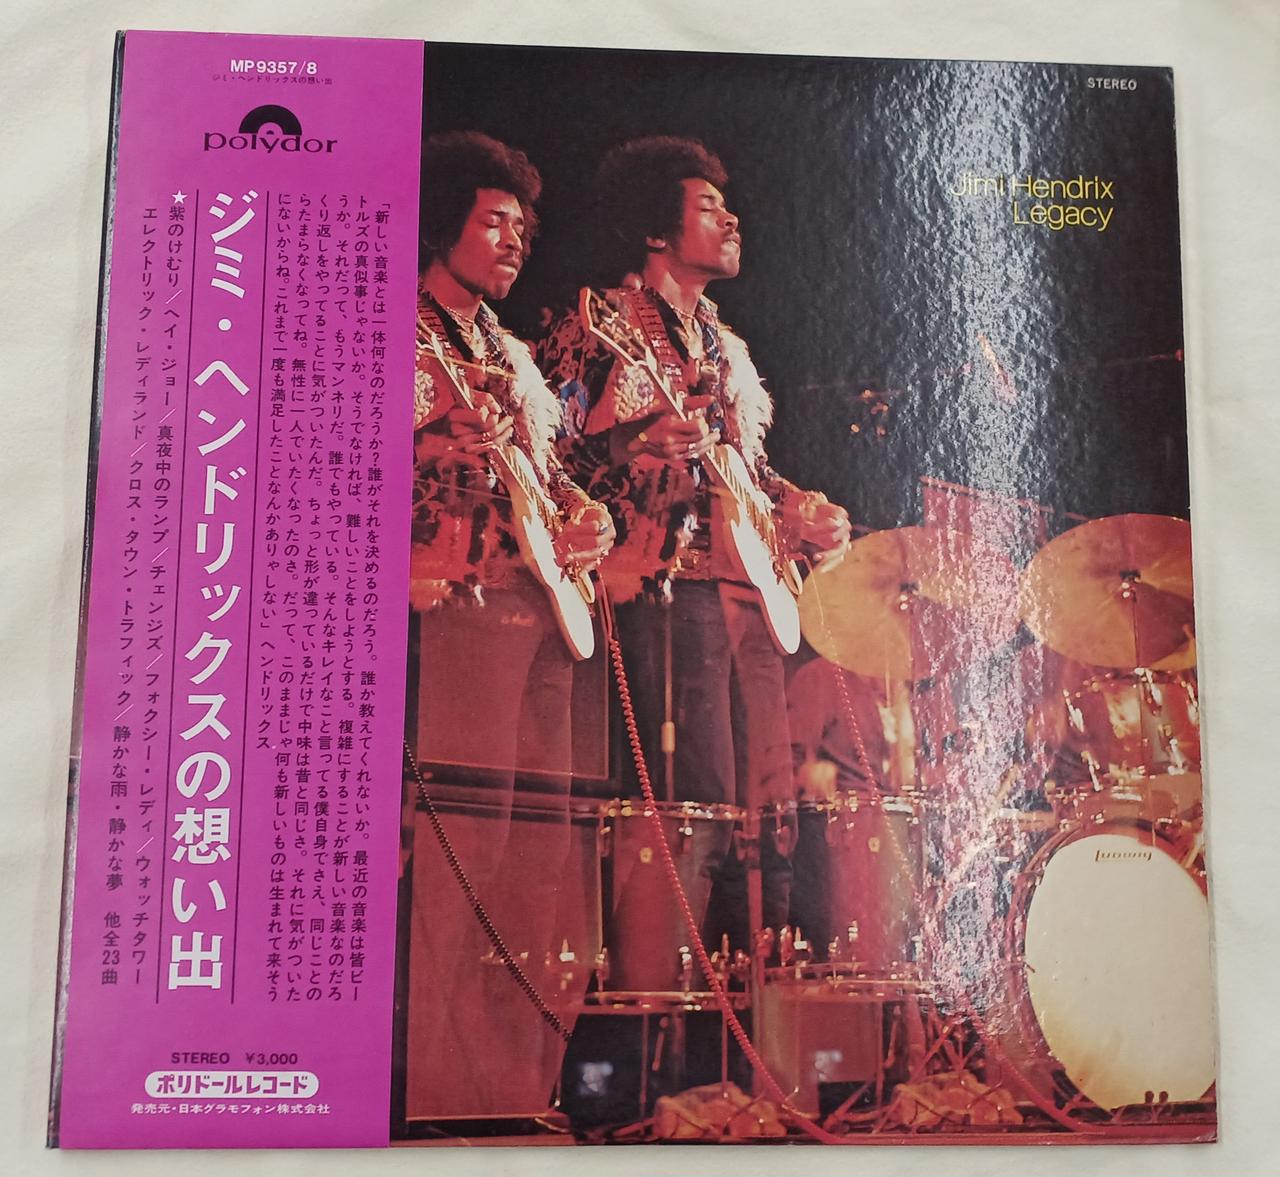 MP9357/8
ジミ・ヘンドリックスの想い出
polydor
「新しい音楽とは一体何なのだろうか？誰がそれを決めるのだろう。誰か教えてくれないか。最近の音楽は皆ビー
トルズの真似事じゃないか。そうでなければ、難しいことをしようとする。複雑にすることが新しい音楽なのだろ
うか。それだって、もうマンネリだ。誰でもやっている。そんなキレイなこと言ってる僕自身でさえ、同じことの
くり返しをやってることに気がついたんだ。ちょっと形が違っているだけで中味は昔と同じさ。それに気がついた
らたまらなくなってね。無性に一人でいたくなったのさ。だって、このままじゃ何も新しいものは生まれて来そう
にないからね。これまで一度も満足したことなんかありゃしない」 ヘンドリックス
ジミ・ヘンドリックスの想い出
★紫のけむり／ヘイ・ジョー／真夜中のランプ／チェンジズ／フォクシー・レディ／ウォッチタワー
エレクトリック・レディランド／クロス・タウン・トラフィック／静かな雨・静かな夢 他全23曲
STEREO ¥3,000
ポリドールレコード
発売元・日本グラモフォン株式会社
STEREO
Jimi Hendrix
Legacy
Ludwig